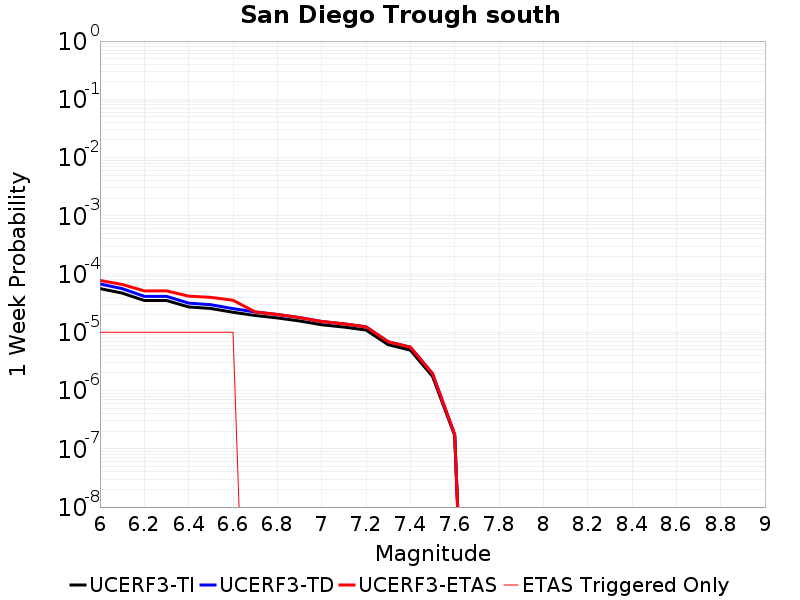 San Diego Trough south
1 Week Probability
10^0
10^-1
10^-2
10^-3
10^-4
10^-5
10^-6
10^-7
10^-8
6 6.2 6.4 6.6 6.8 7 7.2 7.4 7.6 7.8 8 8.2 8.4 8.6 8.8 9
Magnitude
UCERF3-TI UCERF3-TD UCERF3-ETAS ETAS Triggered Only